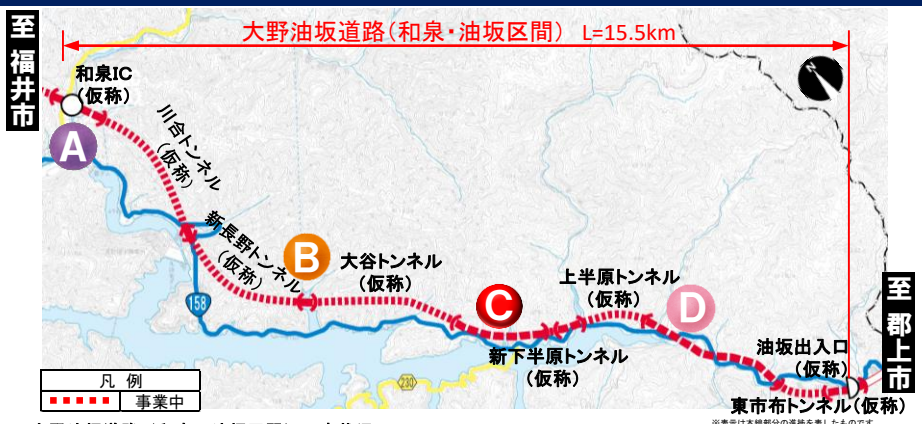 大野油坂道路(和泉・油坂区間) L=15.5km
至 福井市
和泉IC
(仮称)
A
川合トンネル
(仮称)
新長野トンネル
(仮称)
B
大谷トンネル
(仮称)
158
C
新下半原トンネル
(仮称)
上半原トンネル
(仮称)
D
230
至 郡上市
油坂出入口
(仮称)
東市布トンネル(仮称)
凡 例
事業中